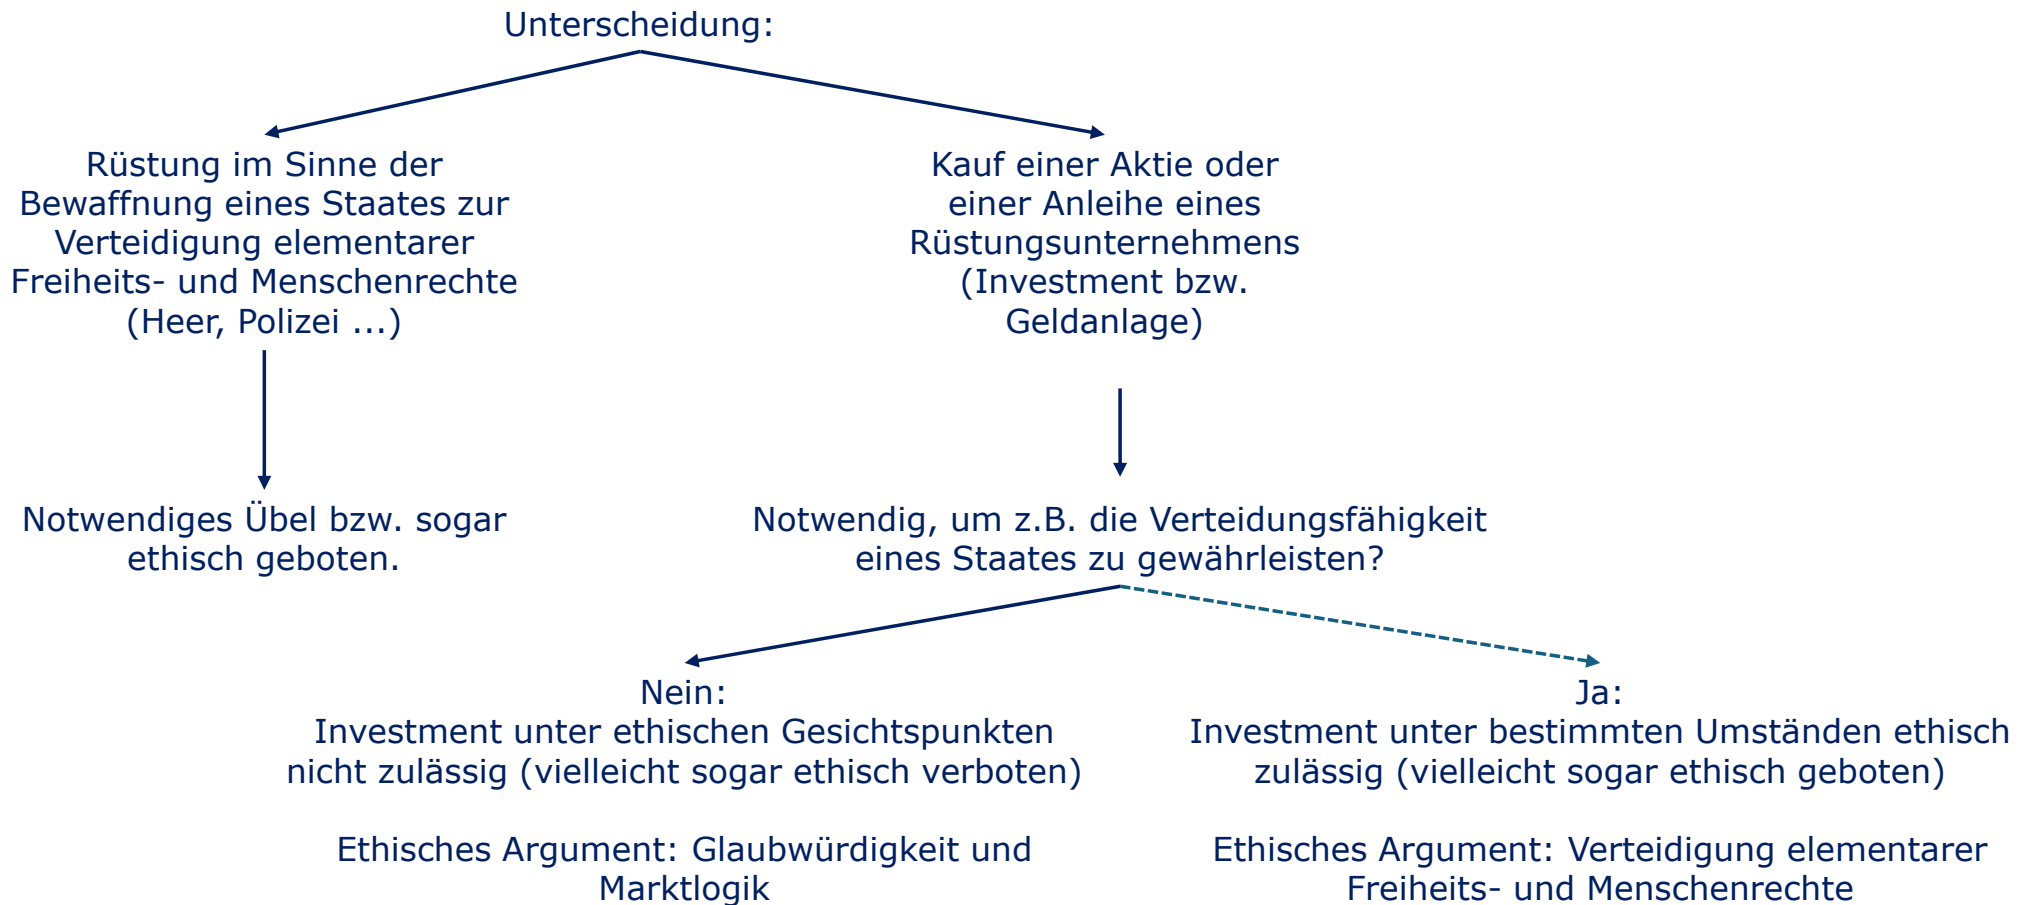 Unterscheidung:
Rüstung im Sinne der
Bewaffnung eines Staates zur
Verteidigung elementarer
Freiheits- und Menschenrechte
(Heer, Polizei …)
Kauf einer Aktie oder
einer Anleihe eines
Rüstungsunternehmens
(Investment bzw.
Geldanlage)
Notwendiges Übel bzw. sogar
ethisch geboten.
Notwendig, um z.B. die Verteidungsfähigkeit
eines Staates zu gewährleisten?
Nein:
Investment unter ethischen Gesichtspunkten
nicht zulässig (vielleicht sogar ethisch verboten)
Ethisches Argument: Glaubwürdigkeit und
Marktlogik
Ja:
Investment unter bestimmten Umständen ethisch
zulässig (vielleicht sogar ethisch geboten)
Ethisches Argument: Verteidigung elementarer
Freiheits- und Menschenrechte